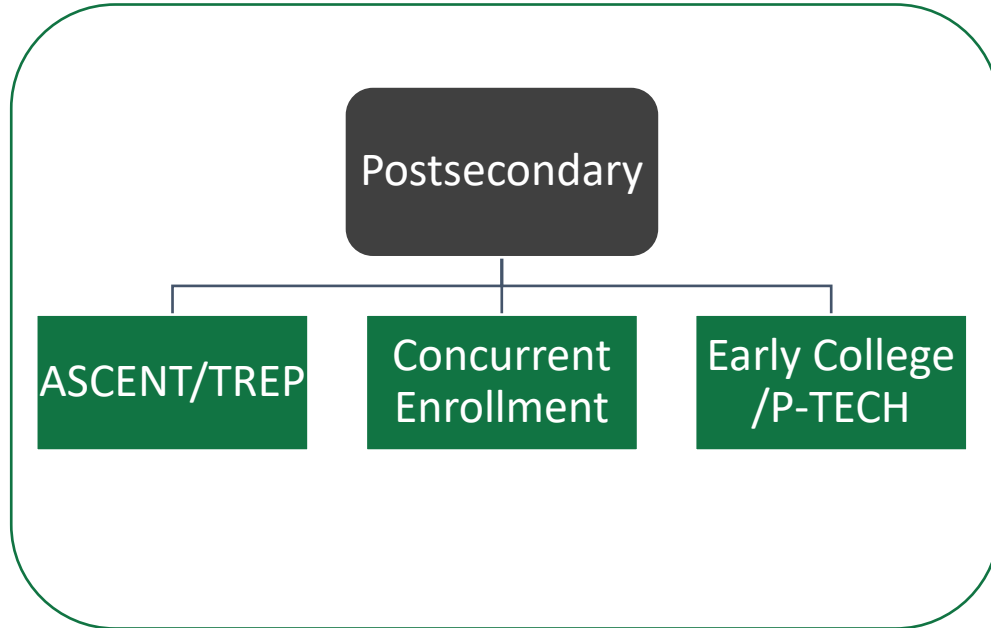 Postsecondary
ASCENT/TREP
Concurrent
Enrollment
Early College
/P-TECH